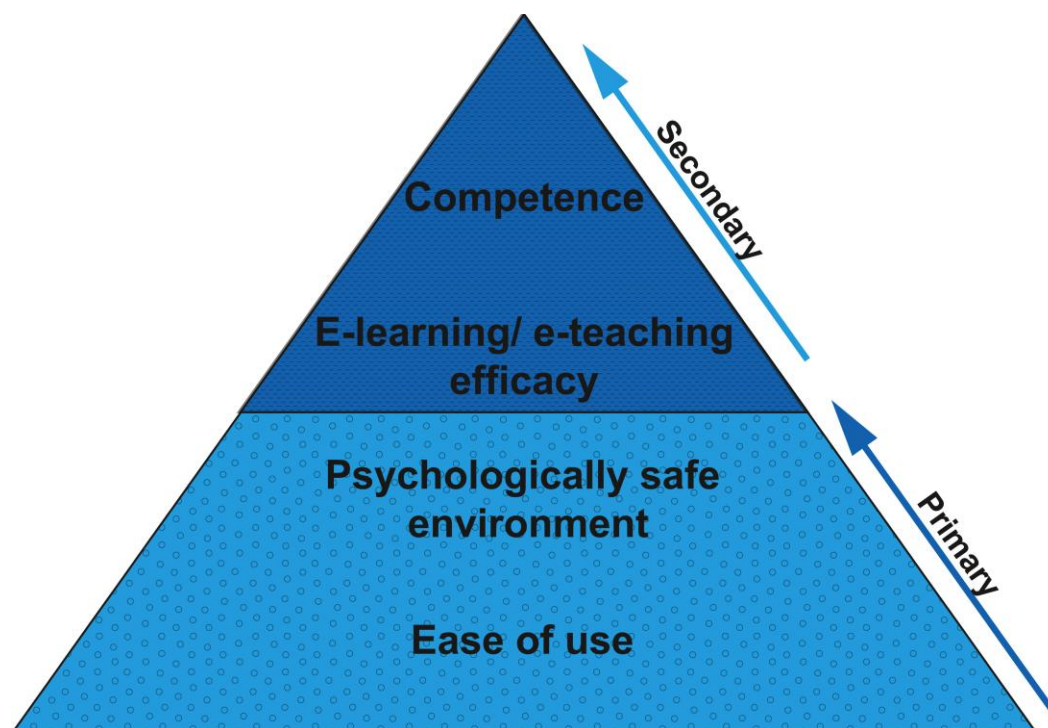 Competence
Secondary
E-learning/ e-teaching
efficacy
Psychologically safe
environment
Primary
Ease of use